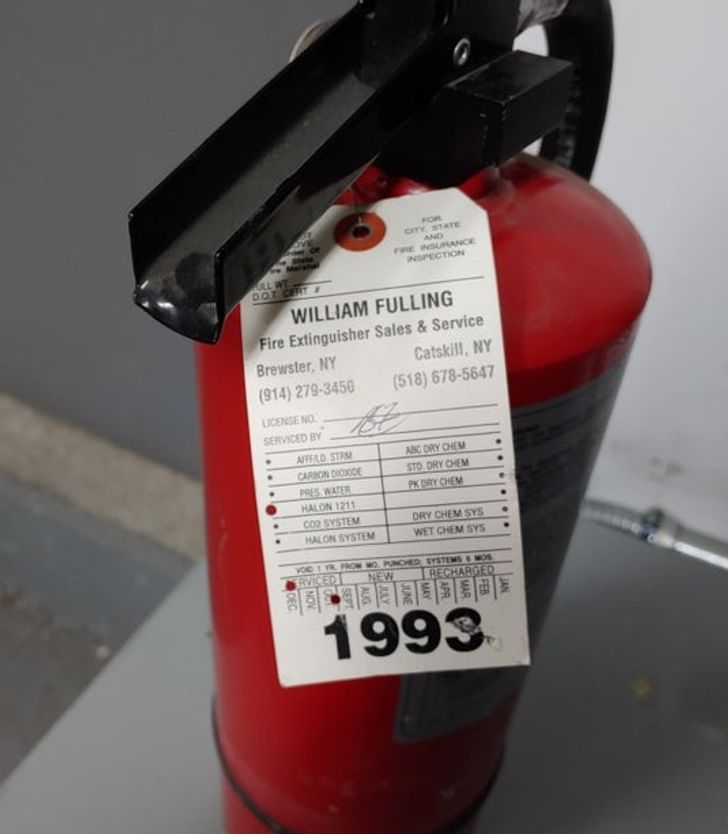 FOR
CITY, STATE
AND
FIRE INSURANCE
INSPECTION
State
Marshal
WT.
D.O.T. CERT #
WILLIAM FULLING
Fire Extinguisher Sales & Service
Brewster, NY Catskill, NY
(914) 279-3450 (518) 678-5647
LICENSE NO.
SERVICED BY
AFFF/LD. STRM ABC DRY CHEM
CARBON DIOXIDE STD. DRY CHEM
PRES. WATER PK DRY CHEM
HALON 1211
CO2 SYSTEM DRY CHEM SYS
HALON SYSTEM WET CHEM SYS
VOID 1 YR. FROM MO. PUNCHED; SYSTEMS 6 MOS.
RVICED NEW RECHARGED
DEC. NOV. SEPT. AUG. JULY JUNE MAY APR. MAR. FEB. JAN.
1993